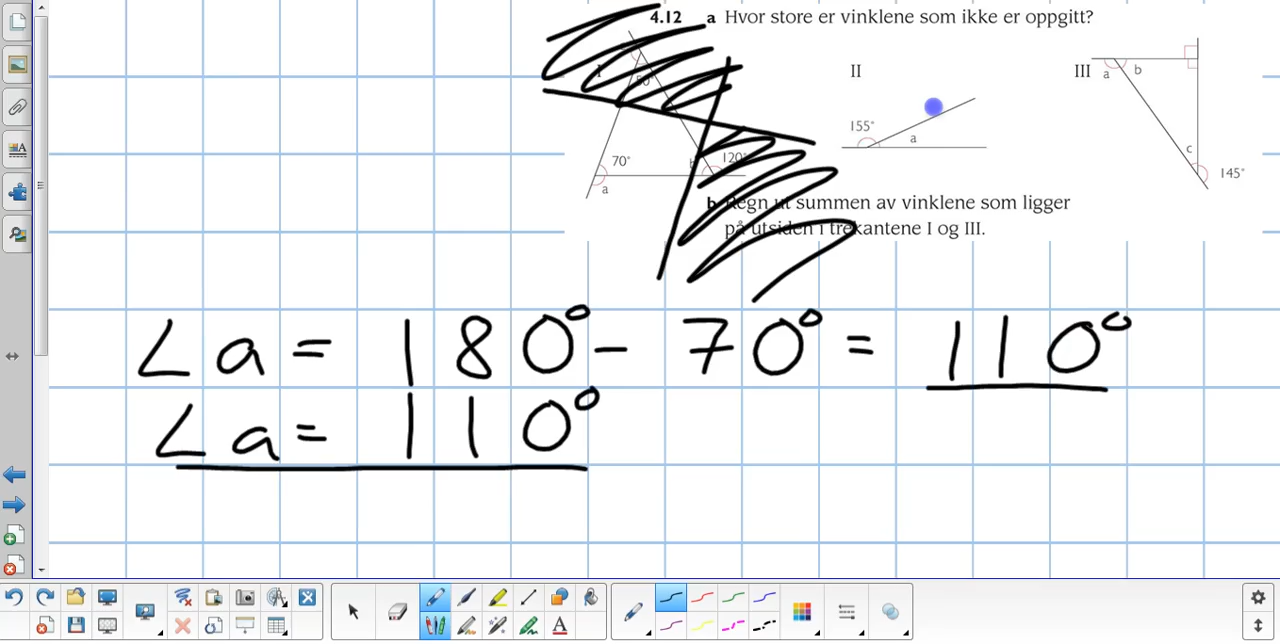 4.12 a Hvor store er vinklene som ikke er oppgitt?
I
II
III a b
50°
155°
a
70°
120°
c
145°
a
b Regn ut summen av vinklene som ligger
på utsiden i trekantene I og III.
∠a = 180° - 70° = 110°
∠a = 110°